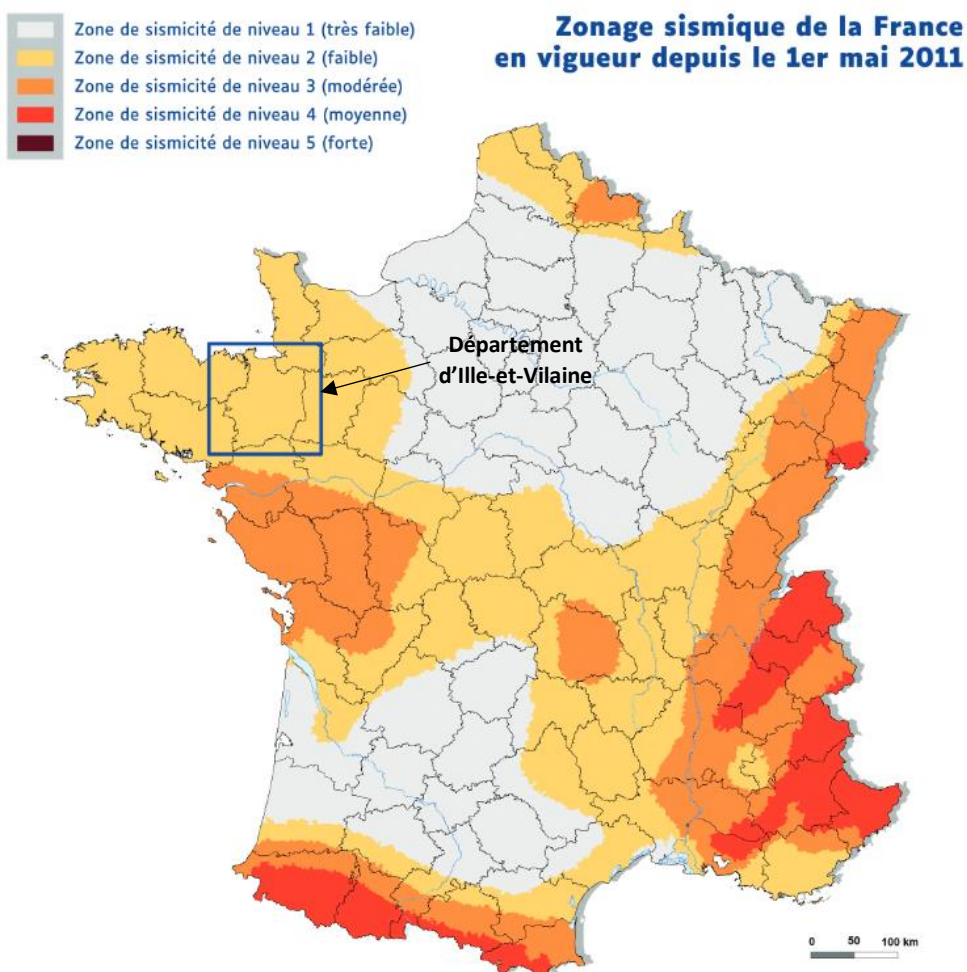 Zone de sismicité de niveau 1 (très faible)
Zone de sismicité de niveau 2 (faible)
Zone de sismicité de niveau 3 (modérée)
Zone de sismicité de niveau 4 (moyenne)
Zone de sismicité de niveau 5 (forte)
Zonage sismique de la France
en vigueur depuis le 1er mai 2011
Département
d'Ille-et-Vilaine
0 50 100 km